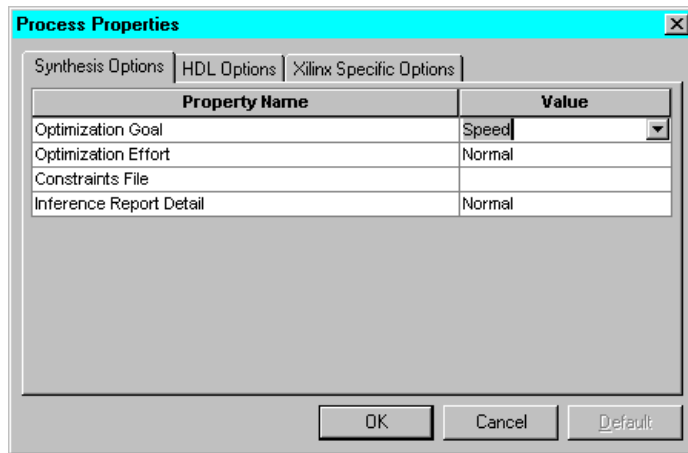 Process Properties
Synthesis Options HDL Options Xilinx Specific Options
Property Name Value
Optimization Goal Speed
Optimization Effort Normal
Constraints File
Inference Report Detail Normal
OK Cancel Default